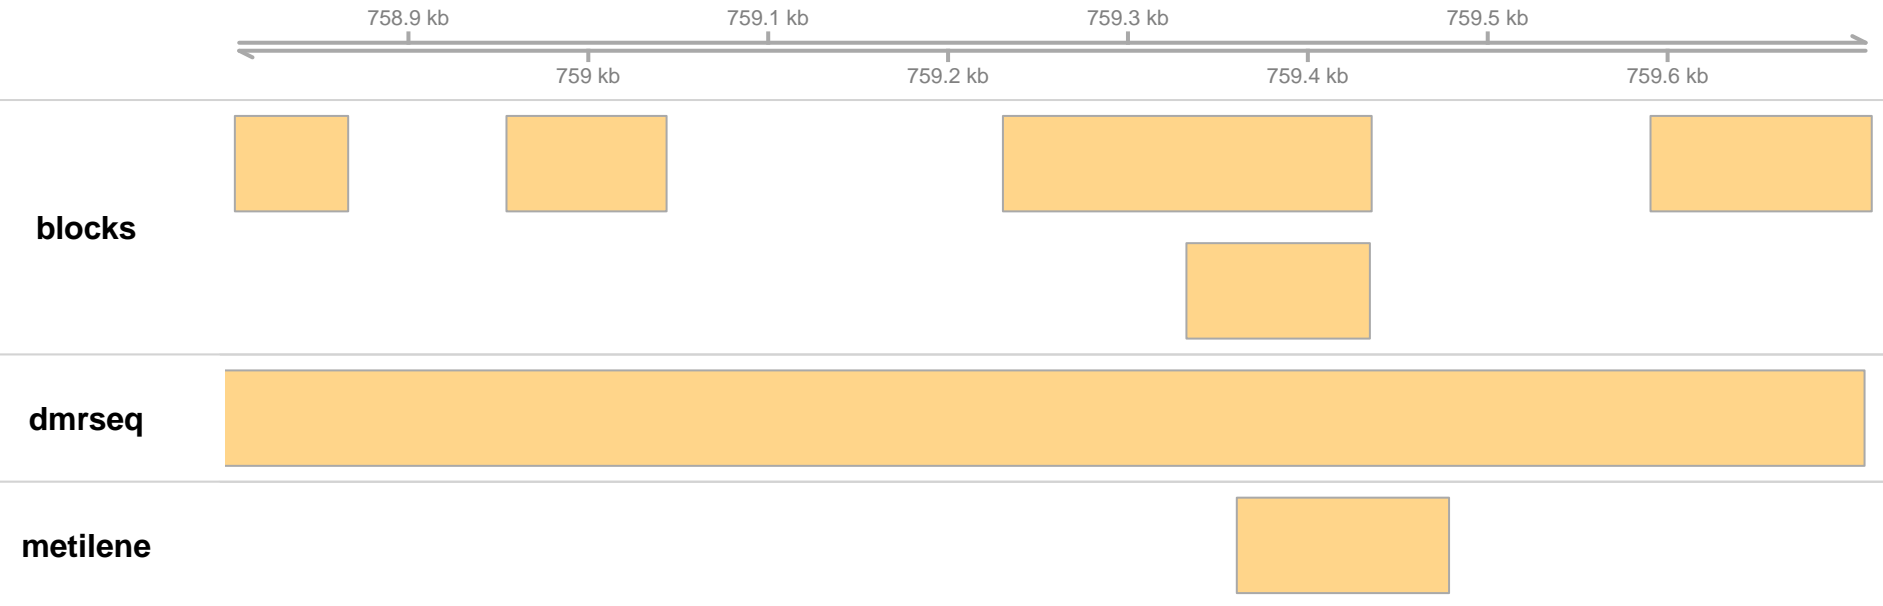 758.9 kb 759.1 kb 759.3 kb 759.5 kb
759 kb 759.2 kb 759.4 kb 759.6 kb
blocks
dmrseq
metilene